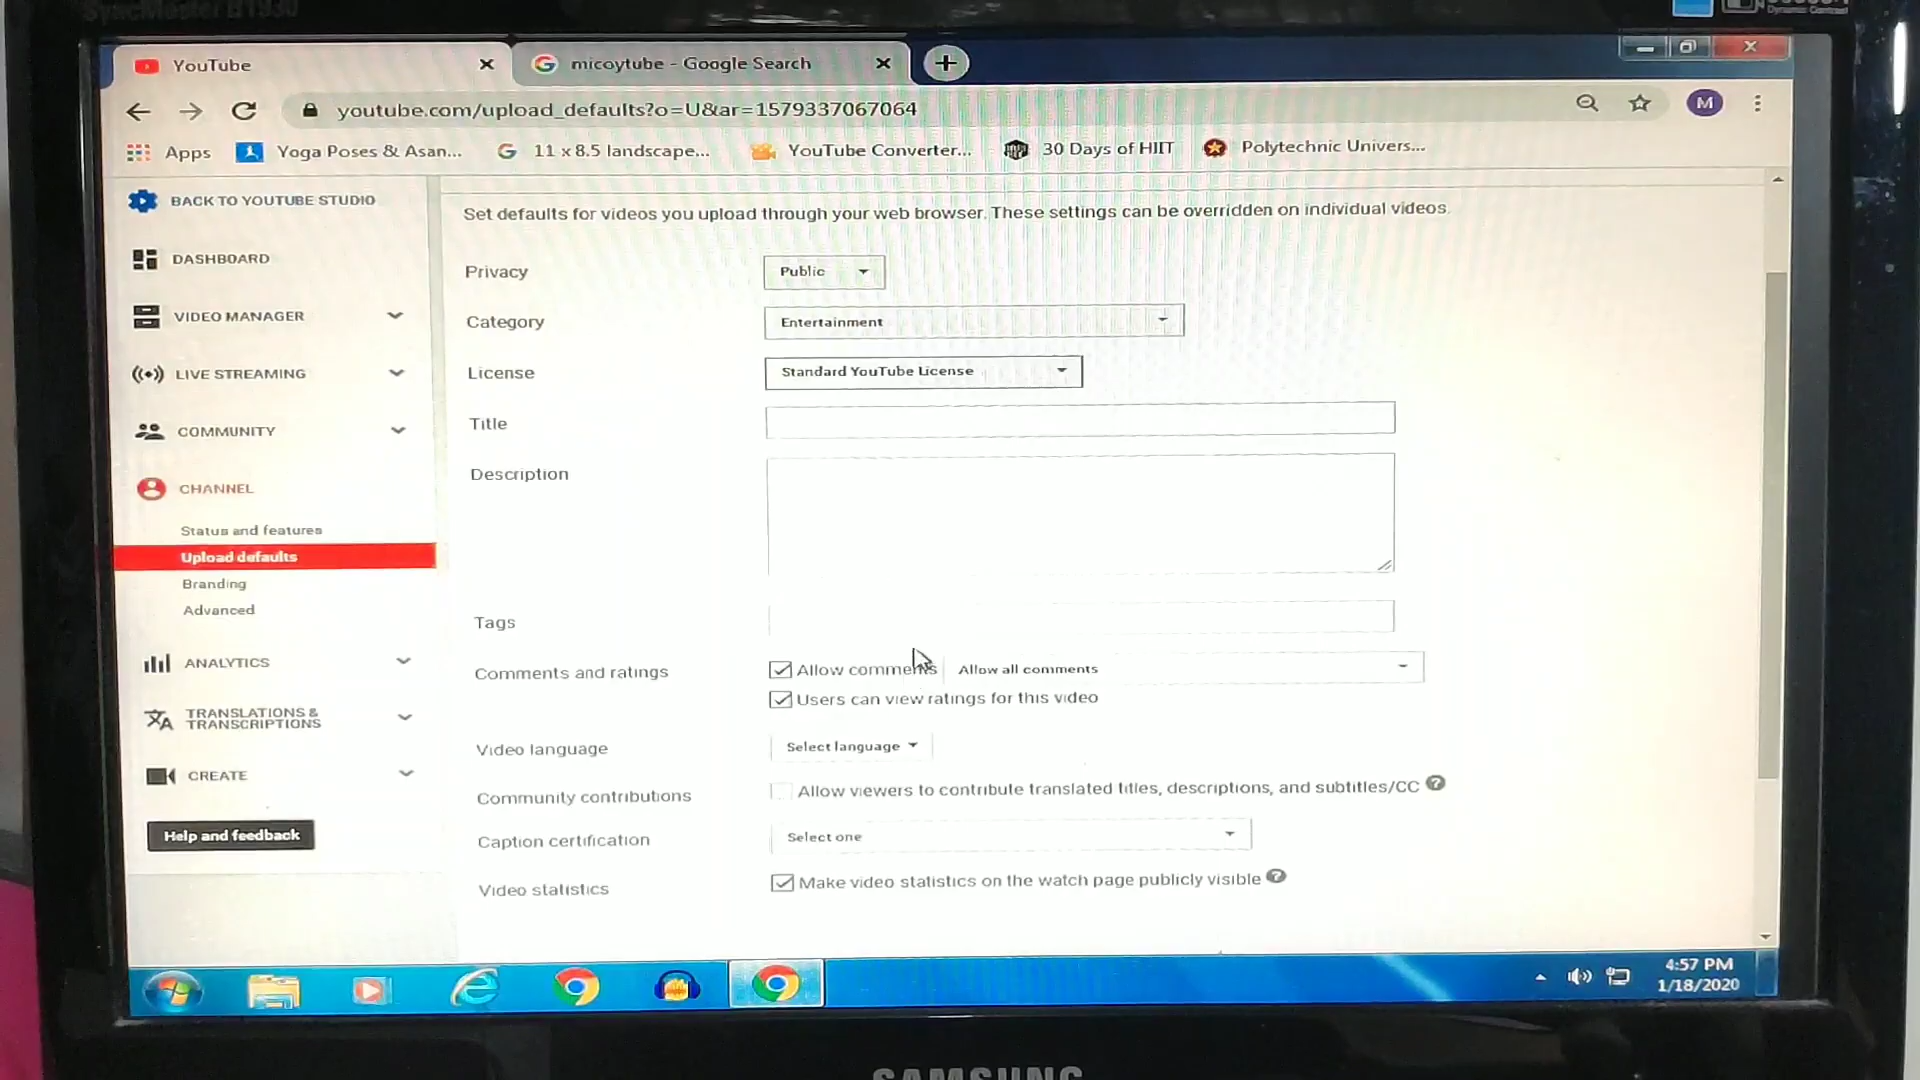 SyncMaster B1930
Dynamic Contrast
YouTube
micoytube - Google Search
youtube.com/upload_defaults?o=U&ar=1579337067064
M
Apps
Yoga Poses & Asan...
11 x 8.5 landscape...
YouTube Converter...
30 Days of HIIT
Polytechnic Univers...
BACK TO YOUTUBE STUDIO
DASHBOARD
VIDEO MANAGER
LIVE STREAMING
COMMUNITY
CHANNEL
Status and features
Upload defaults
Branding
Advanced
ANALYTICS
TRANSLATIONS &
TRANSCRIPTIONS
CREATE
Help and feedback
Set defaults for videos you upload through your web browser. These settings can be overridden on individual videos.
Privacy
Public
Category
Entertainment
License
Standard YouTube License
Title
Description
Tags
Comments and ratings
Allow comments
Allow all comments
Users can view ratings for this video
Video language
Select language
Community contributions
Allow viewers to contribute translated titles, descriptions, and subtitles/CC ?
Caption certification
Select one
Video statistics
Make video statistics on the watch page publicly visible ?
4:57 PM
1/18/2020
SAMSUNG